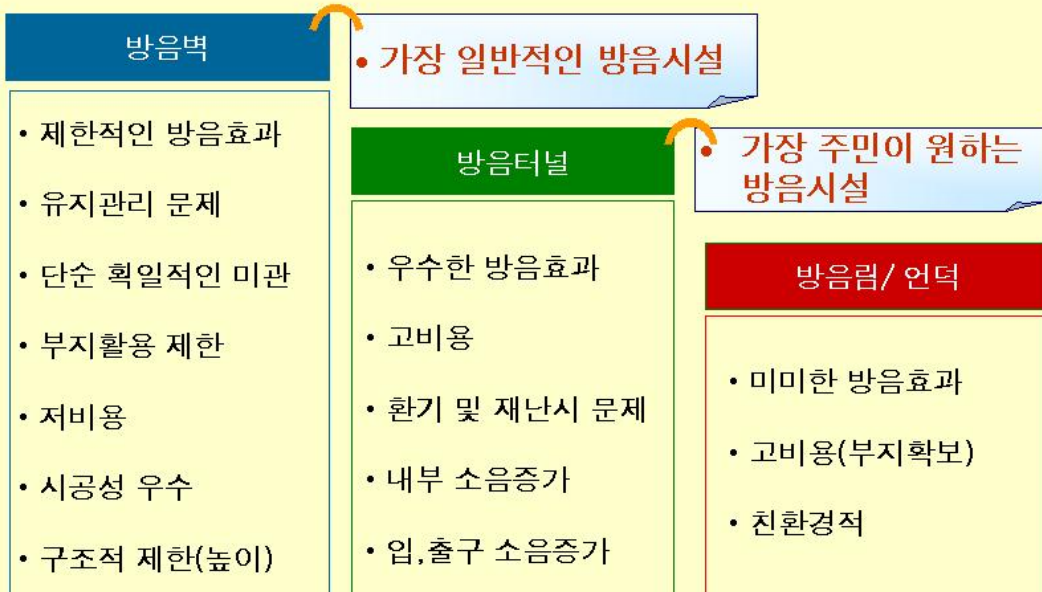 방음벽
• 가장 일반적인 방음시설
• 제한적인 방음효과
• 유지관리 문제
• 단순 획일적인 미관
• 부지활용 제한
• 저비용
• 시공성 우수
• 구조적 제한(높이)
방음터널
• 가장 주민이 원하는
방음시설
• 우수한 방음효과
• 고비용
• 환기 및 재난시 문제
• 내부 소음증가
• 입,출구 소음증가
방음림/ 언덕
• 미미한 방음효과
• 고비용(부지확보)
• 친환경적